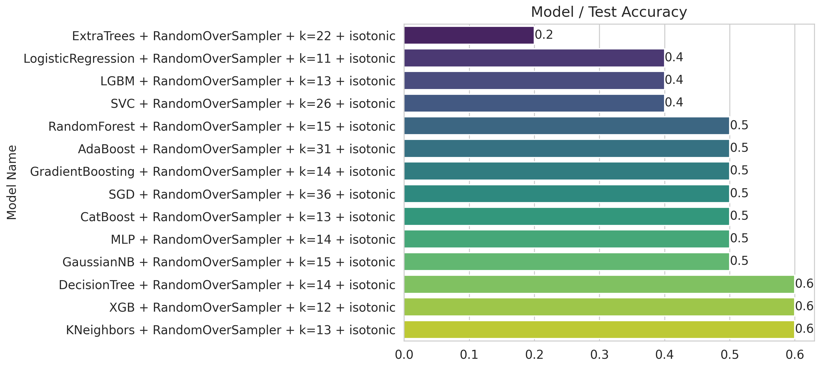 Model / Test Accuracy
Model Name
ExtraTrees + RandomOverSampler + k=22 + isotonic 0.2
LogisticRegression + RandomOverSampler + k=11 + isotonic 0.4
LGBM + RandomOverSampler + k=13 + isotonic 0.4
SVC + RandomOverSampler + k=26 + isotonic 0.4
RandomForest + RandomOverSampler + k=15 + isotonic 0.5
AdaBoost + RandomOverSampler + k=31 + isotonic 0.5
GradientBoosting + RandomOverSampler + k=14 + isotonic 0.5
SGD + RandomOverSampler + k=36 + isotonic 0.5
CatBoost + RandomOverSampler + k=13 + isotonic 0.5
MLP + RandomOverSampler + k=14 + isotonic 0.5
GaussianNB + RandomOverSampler + k=15 + isotonic 0.5
DecisionTree + RandomOverSampler + k=14 + isotonic 0.6
XGB + RandomOverSampler + k=12 + isotonic 0.6
KNeighbors + RandomOverSampler + k=13 + isotonic 0.6
0.0 0.1 0.2 0.3 0.4 0.5 0.6